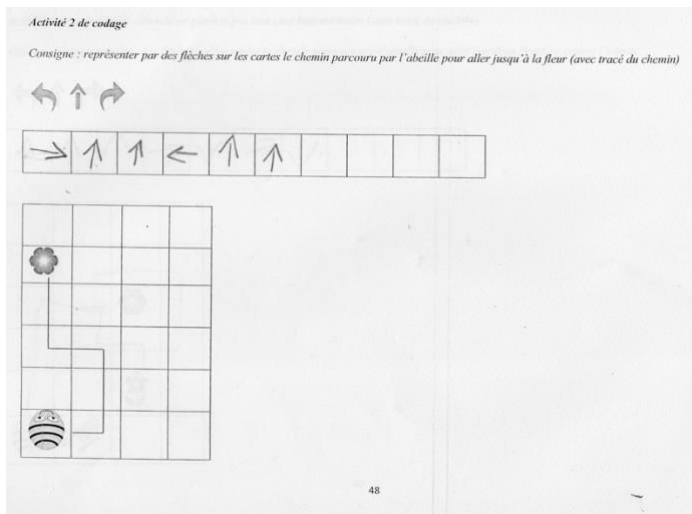 Activité 2 de codage
Consigne : représenter par des flèches sur les cartes le chemin parcouru par l'abeille pour aller jusqu'à la fleur (avec tracé du chemin)
48